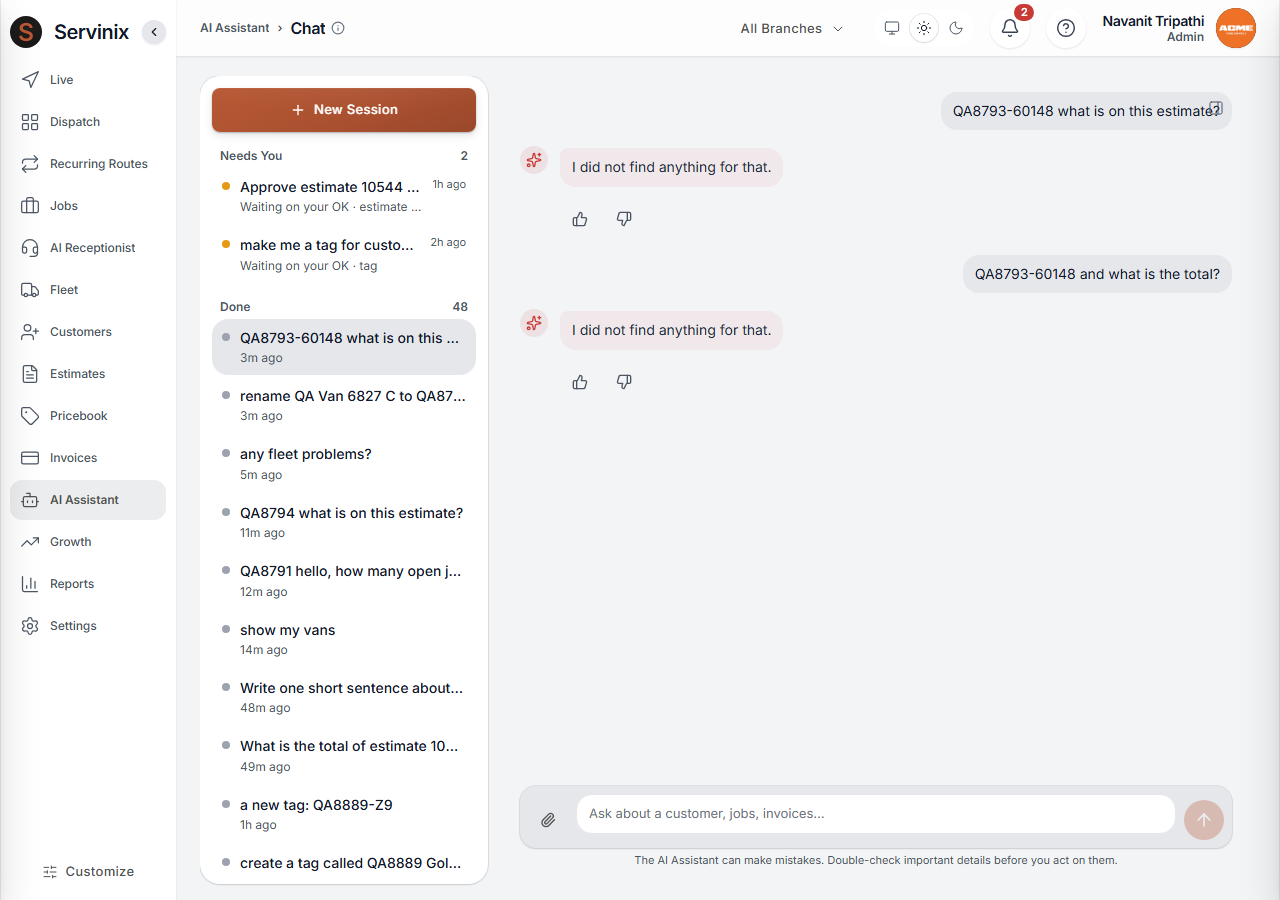 Servinix
Live
Dispatch
Recurring Routes
Jobs
AI Receptionist
Fleet
Customers
Estimates
Pricebook
Invoices
AI Assistant
Growth
Reports
Settings
Customize
AI Assistant › Chat
All Branches
2
Navanit Tripathi
Admin
ACME
+ New Session
Needs You 2
Approve estimate 10544 ... 1h ago
Waiting on your OK · estimate ...
make me a tag for custo... 2h ago
Waiting on your OK · tag
Done 48
QA8793-60148 what is on this ...
3m ago
rename QA Van 6827 C to QA87...
3m ago
any fleet problems?
5m ago
QA8794 what is on this estimate?
11m ago
QA8791 hello, how many open j...
12m ago
show my vans
14m ago
Write one short sentence about...
48m ago
What is the total of estimate 10...
49m ago
a new tag: QA8889-Z9
1h ago
create a tag called QA8889 Gol...
QA8793-60148 what is on this estimate?
I did not find anything for that.
QA8793-60148 and what is the total?
I did not find anything for that.
Ask about a customer, jobs, invoices...
The AI Assistant can make mistakes. Double-check important details before you act on them.